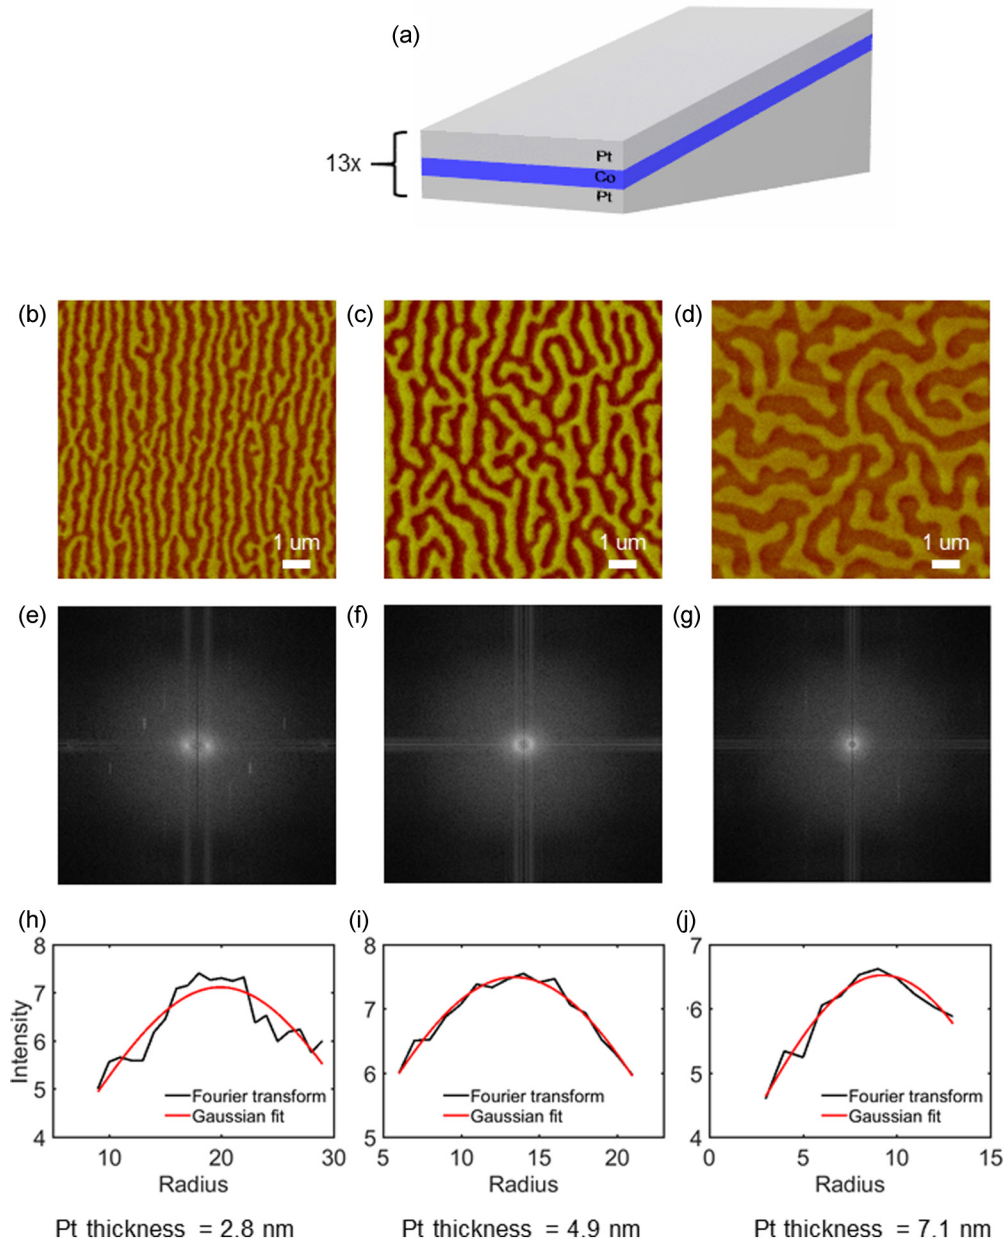 (a)
13x
Pt
Co
Pt
(b)
(c)
(d)
1 um
1 um
1 um
(e)
(f)
(g)
(h)
(i)
(j)
8
7
6
5
4
Intensity
10
20
30
Radius
Fourier transform
Gaussian fit
8
7
6
5
5
10
15
20
Radius
Fourier transform
Gaussian fit
7
6
5
4
0
5
10
15
Radius
Fourier transform
Gaussian fit
Pt thickness = 2.8 nm
Pt thickness = 4.9 nm
Pt thickness = 7.1 nm